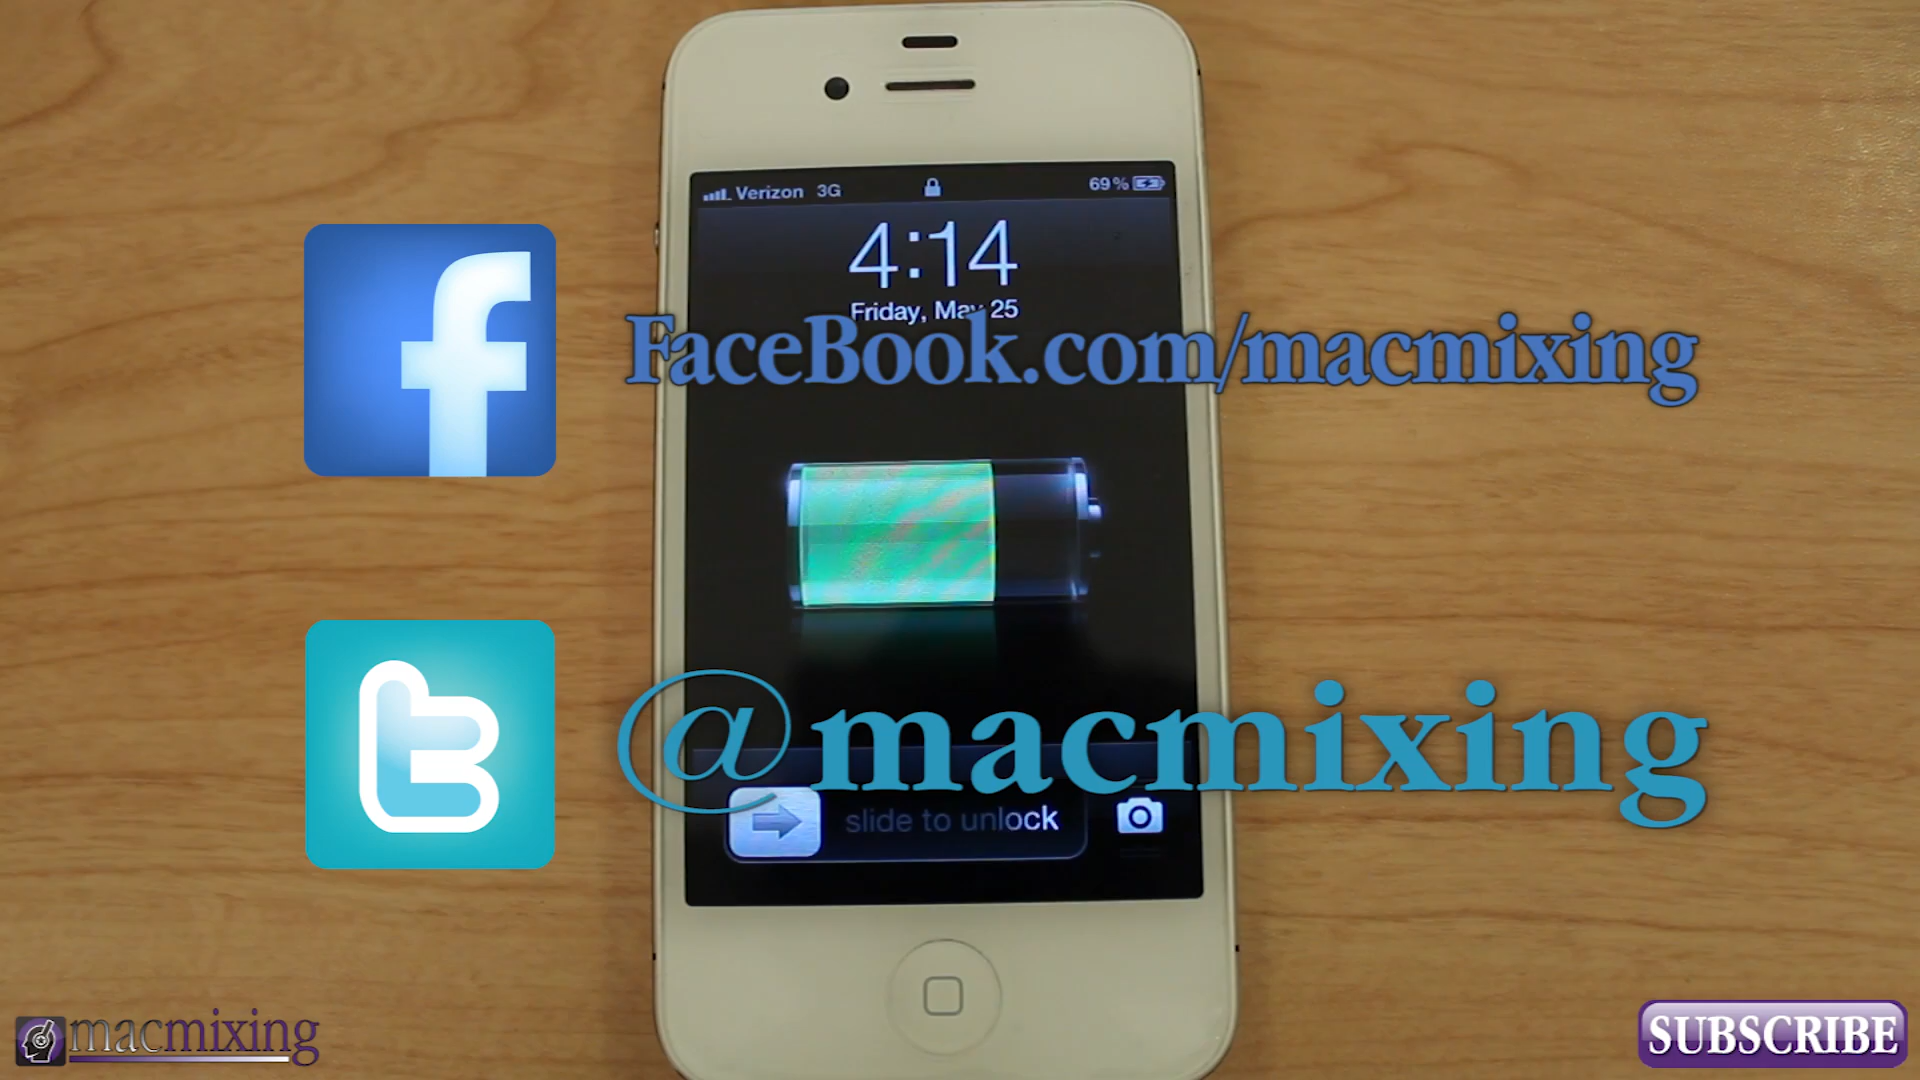 Verizon 3G 69%
4:14
Friday, May 25
FaceBook.com/macmixing
@macmixing
slide to unlock
macmixing
SUBSCRIBE